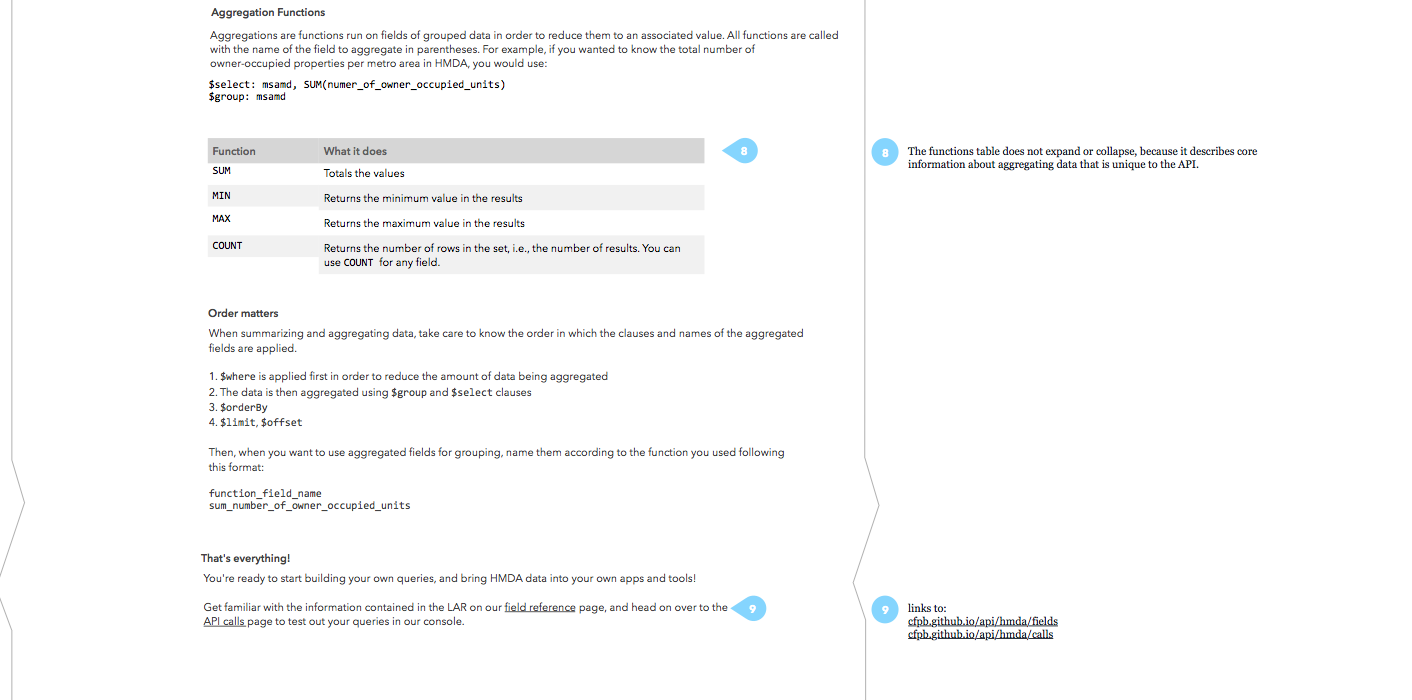 Aggregation Functions
Aggregations are functions run on fields of grouped data in order to reduce them to an associated value. All functions are called
with the name of the field to aggregate in parentheses. For example, if you wanted to know the total number of
owner-occupied properties per metro area in HMDA, you would use:
$select: msamd, SUM(numer_of_owner_occupied_units)
$group: msamd
Function What it does
SUM Totals the values
MIN Returns the minimum value in the results
MAX Returns the maximum value in the results
COUNT Returns the number of rows in the set, i.e., the number of results. You can
use COUNT for any field.
8
8 The functions table does not expand or collapse, because it describes core
information about aggregating data that is unique to the API.
Order matters
When summarizing and aggregating data, take care to know the order in which the clauses and names of the aggregated
fields are applied.
1. $where is applied first in order to reduce the amount of data being aggregated
2. The data is then aggregated using $group and $select clauses
3. $orderBy
4. $limit, $offset
Then, when you want to use aggregated fields for grouping, name them according to the function you used following
this format:
function_field_name
sum_number_of_owner_occupied_units
That's everything!
You're ready to start building your own queries, and bring HMDA data into your own apps and tools!
Get familiar with the information contained in the LAR on our field reference page, and head on over to the
API calls page to test out your queries in our console.
9
9 links to:
cfpb.github.io/api/hmda/fields
cfpb.github.io/api/hmda/calls